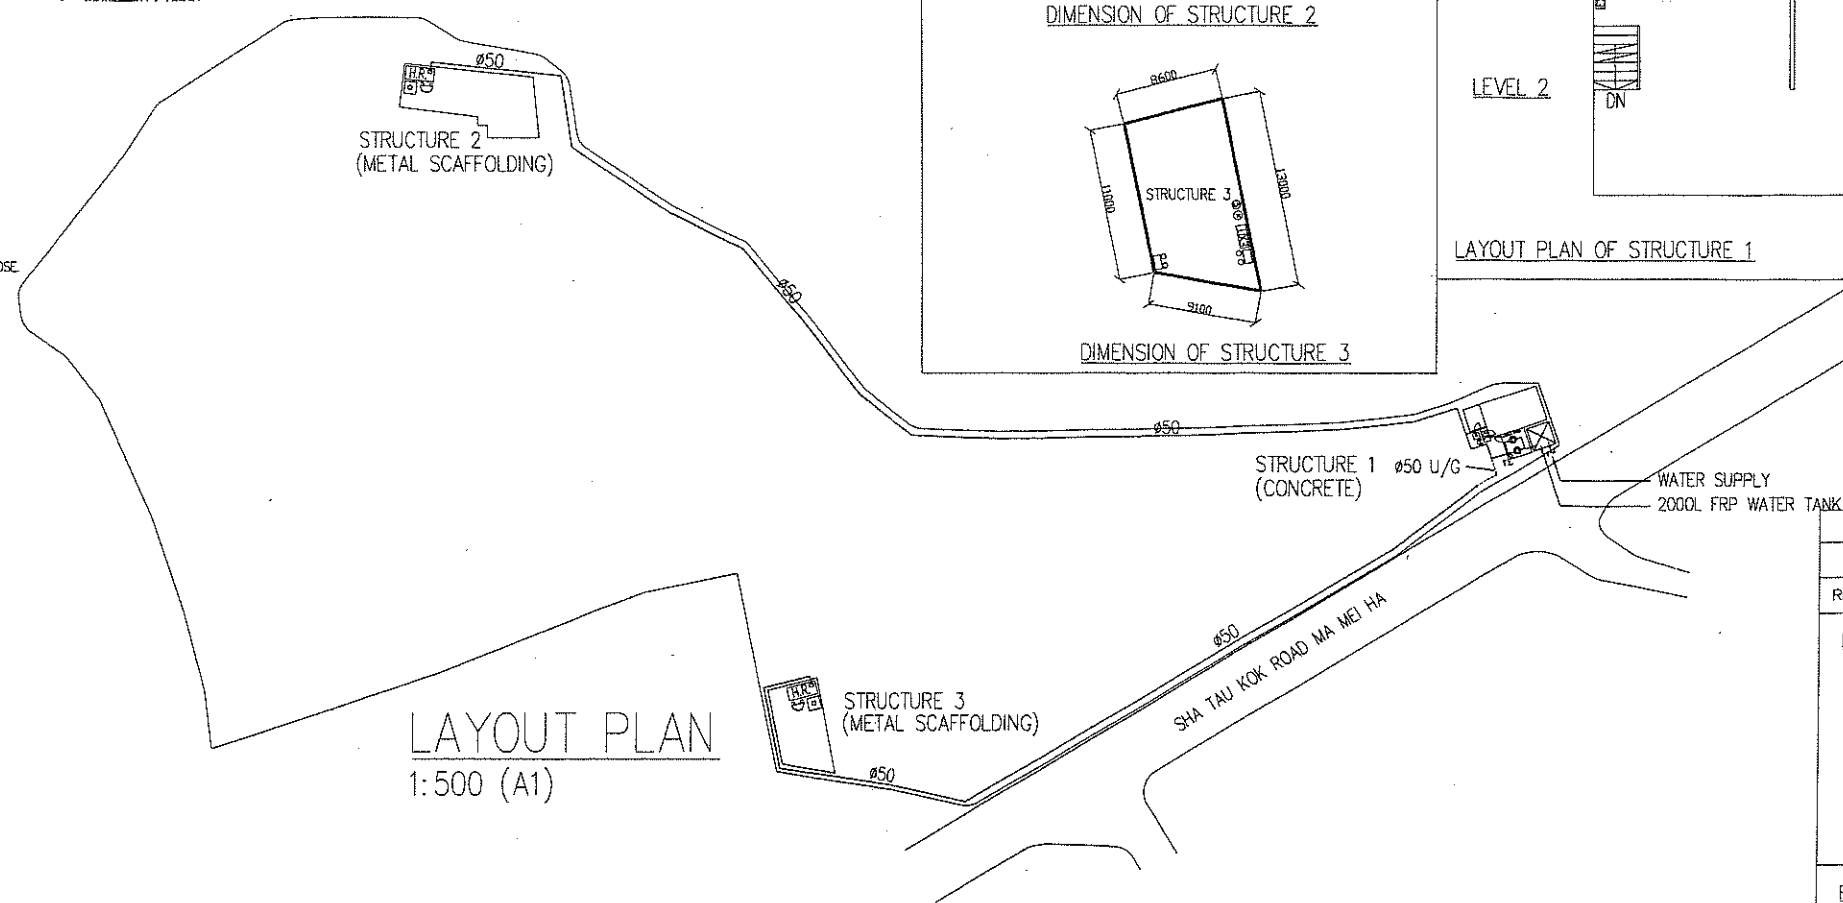 DIMENSION OF STRUCTURE 2
LEVEL 2
DN
LAYOUT PLAN OF STRUCTURE 1
8600
11800
13800
9100
STRUCTURE 3
DIMENSION OF STRUCTURE 3
Ø50
H.R.
STRUCTURE 2
(METAL SCAFFOLDING)
Ø50
Ø50
STRUCTURE 1
(CONCRETE)
Ø50 U/G
WATER SUPPLY
2000L FRP WATER TANK
Ø50
SHA TAU KOK ROAD MA MEI HA
H.R.
STRUCTURE 3
(METAL SCAFFOLDING)
Ø50
LAYOUT PLAN
1:500 (A1)